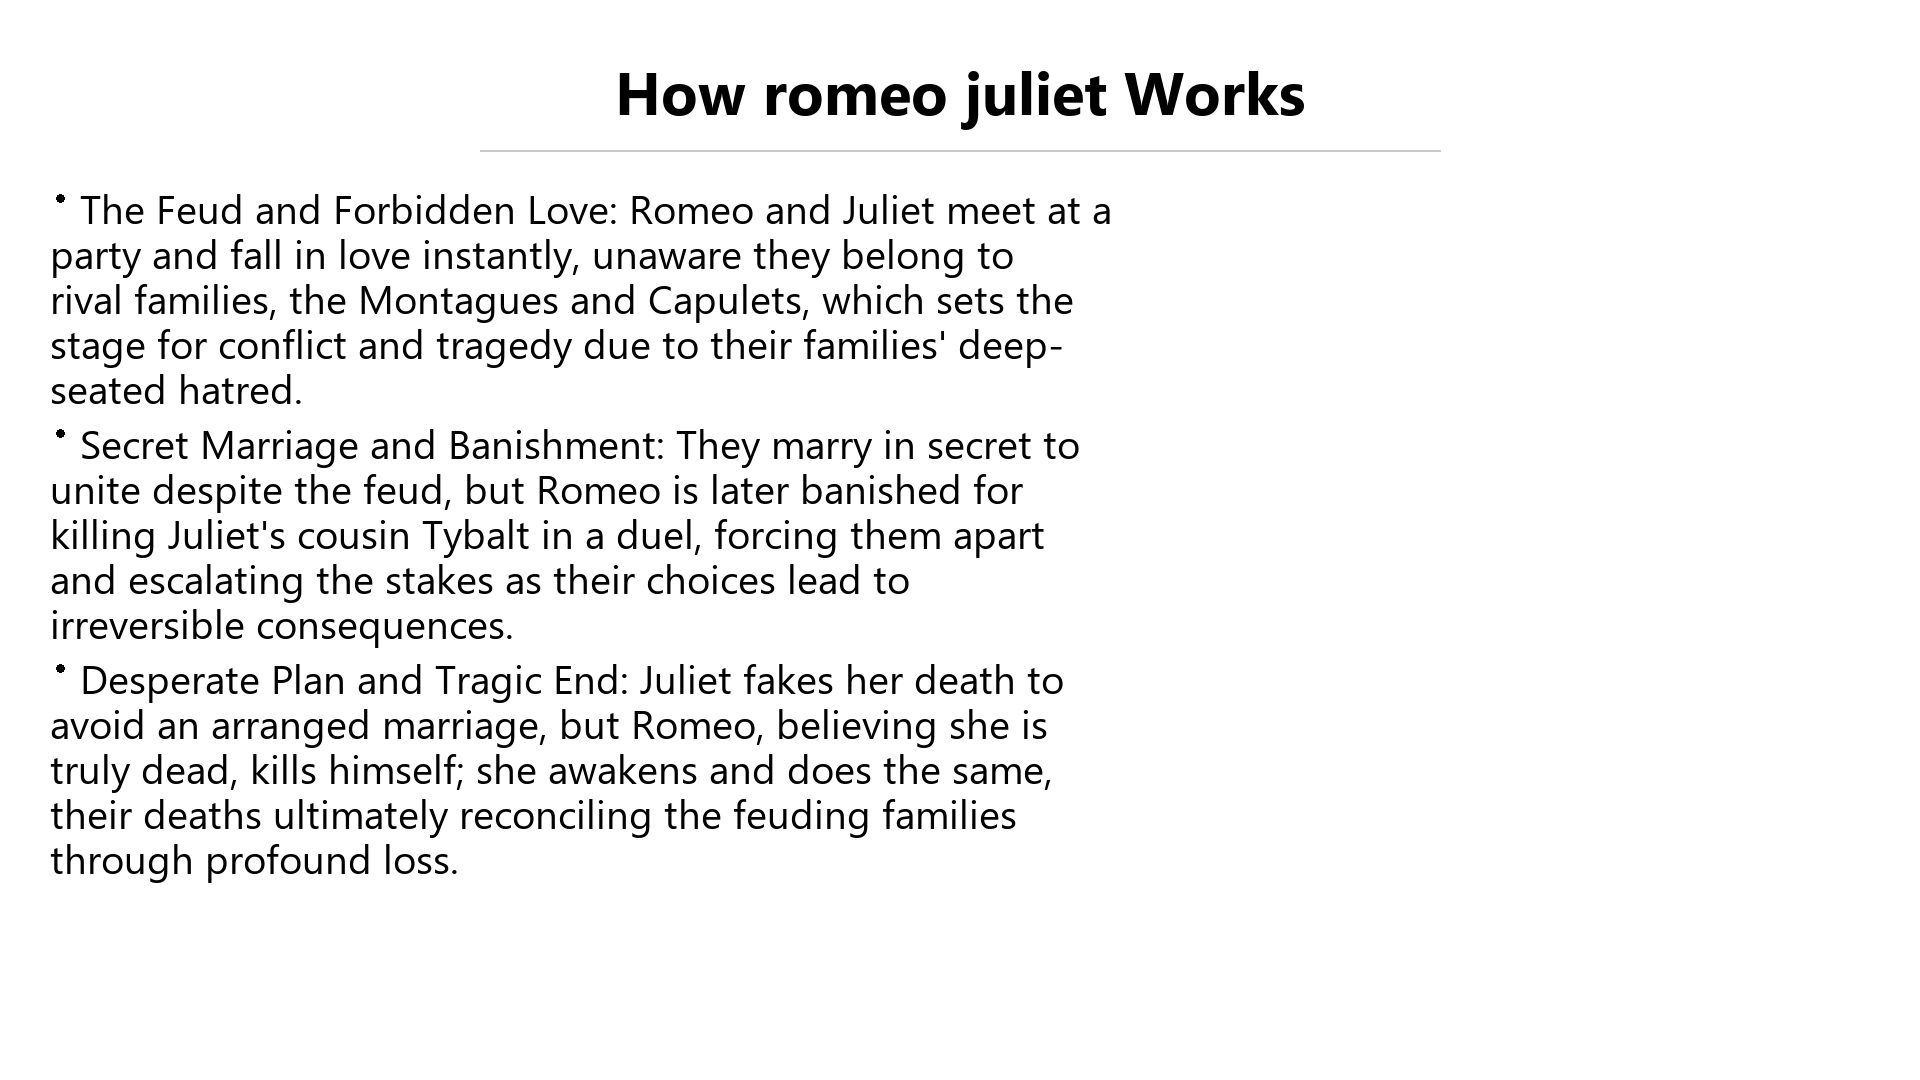 How romeo juliet Works
• The Feud and Forbidden Love: Romeo and Juliet meet at a
party and fall in love instantly, unaware they belong to
rival families, the Montagues and Capulets, which sets the
stage for conflict and tragedy due to their families' deep-
seated hatred.
• Secret Marriage and Banishment: They marry in secret to
unite despite the feud, but Romeo is later banished for
killing Juliet's cousin Tybalt in a duel, forcing them apart
and escalating the stakes as their choices lead to
irreversible consequences.
• Desperate Plan and Tragic End: Juliet fakes her death to
avoid an arranged marriage, but Romeo, believing she is
truly dead, kills himself; she awakens and does the same,
their deaths ultimately reconciling the feuding families
through profound loss.